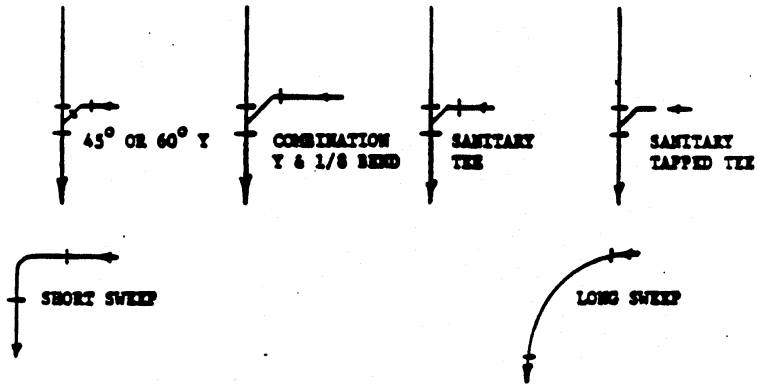 45° OR 60° Y
COMBINATION
Y & 1/8 BEND
SANITARY
TEE
SANITARY
TAPPED TEE
SHORT SWEEP
LONG SWEEP